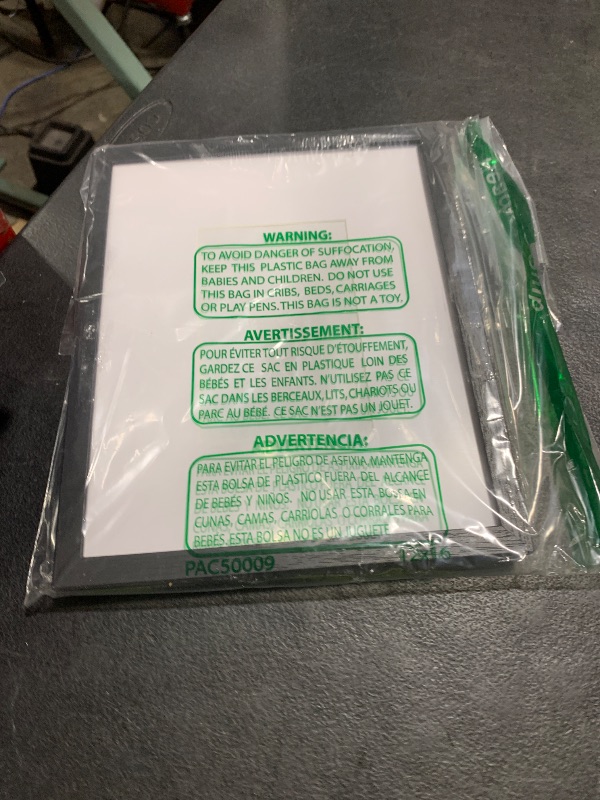 WARNING:
TO AVOID DANGER OF SUFFOCATION,
KEEP THIS PLASTIC BAG AWAY FROM
BABIES AND CHILDREN. DO NOT USE
THIS BAG IN CRIBS, BEDS, CARRIAGES
OR PLAY PENS. THIS BAG IS NOT A TOY.
AVERTISSEMENT:
POUR ÉVITER TOUT RISQUE D'ÉTOUFFEMENT,
GARDEZ CE SAC EN PLASTIQUE LOIN DES
BÉBÉS ET LES ENFANTS. N'UTILISEZ PAS CE
SAC DANS LES BERCEAUX, LITS, CHARIOTS OU
PARC AU BÉBÉ. CE SAC N'EST PAS UN JOUET.
ADVERTENCIA:
PARA EVITAR EL PELIGRO DE ASFIXIA, MANTENGA
ESTA BOLSA DE PLASTICO FUERA DEL ALCANCE
DE BEBÉS Y NIÑOS. NO USAR ESTA BOLSA EN
CUNAS, CAMAS, CARRIOLAS, O CORRALES PARA
BEBÉS. ESTA BOLSA NO ES UN JUGUETE
PAC50009